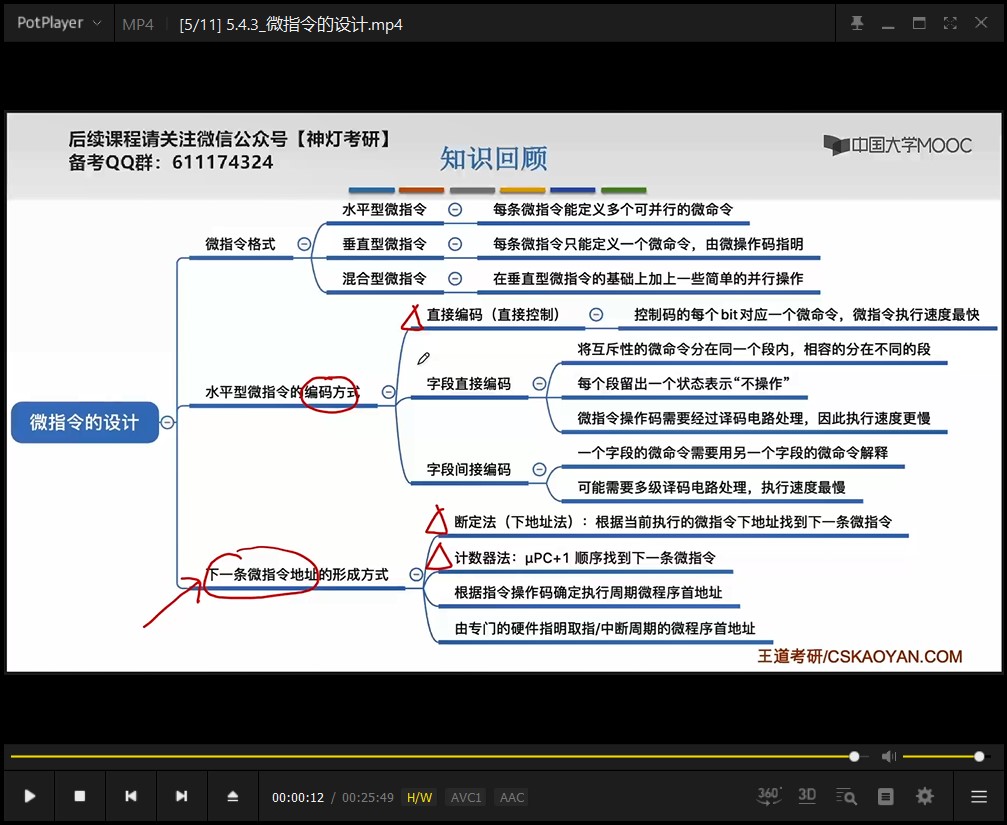 PotPlayer MP4 [5/11] 5.4.3_微指令的设计.mp4
后续课程请关注微信公众号【神灯考研】
备考QQ群：611174324
知识回顾
中国大学MOOC
微指令的设计
微指令格式
水平型微指令
每条微指令能定义多个可并行的微命令
垂直型微指令
每条微指令只能定义一个微命令，由微操作码指明
混合型微指令
在垂直型微指令的基础上加上一些简单的并行操作
水平型微指令的编码方式
直接编码（直接控制）
控制码的每个bit对应一个微命令，微指令执行速度最快
字段直接编码
将互斥性的微命令分在同一个段内，相容的分在不同的段
每个段留出一个状态表示“不操作”
微指令操作码需要经过译码电路处理，因此执行速度更慢
字段间接编码
一个字段的微命令需要用另一个字段的微命令解释
可能需要多级译码电路处理，执行速度最慢
下一条微指令地址的形成方式
断定法（下地址法）：根据当前执行的微指令下地址找到下一条微指令
计数器法：μPC+1 顺序找到下一条微指令
根据指令操作码确定执行周期微程序首地址
由专门的硬件指明取指/中断周期的微程序首地址
王道考研/CSKAOYAN.COM
00:00:12 / 00:25:49 H/W AVC1 AAC
360° 3D